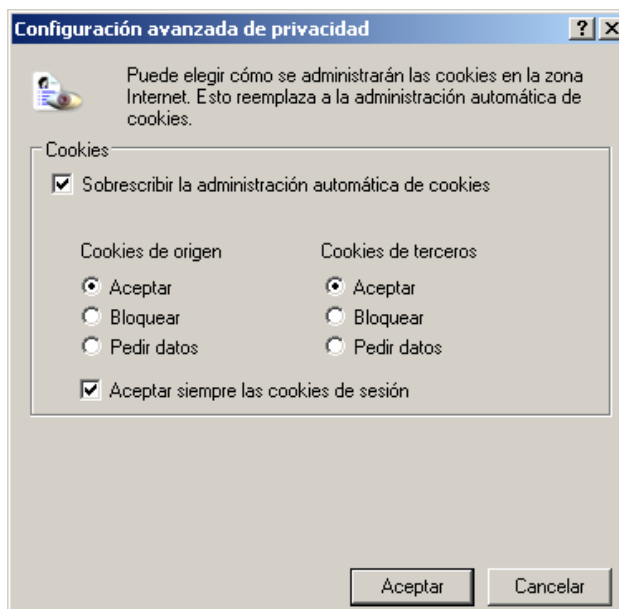 Configuración avanzada de privacidad
Puede elegir cómo se administrarán las cookies en la zona
Internet. Esto reemplaza a la administración automática de
cookies.
Cookies
Sobrescribir la administración automática de cookies
Cookies de origen
Aceptar
Bloquear
Pedir datos
Cookies de terceros
Aceptar
Bloquear
Pedir datos
Aceptar siempre las cookies de sesión
Aceptar
Cancelar